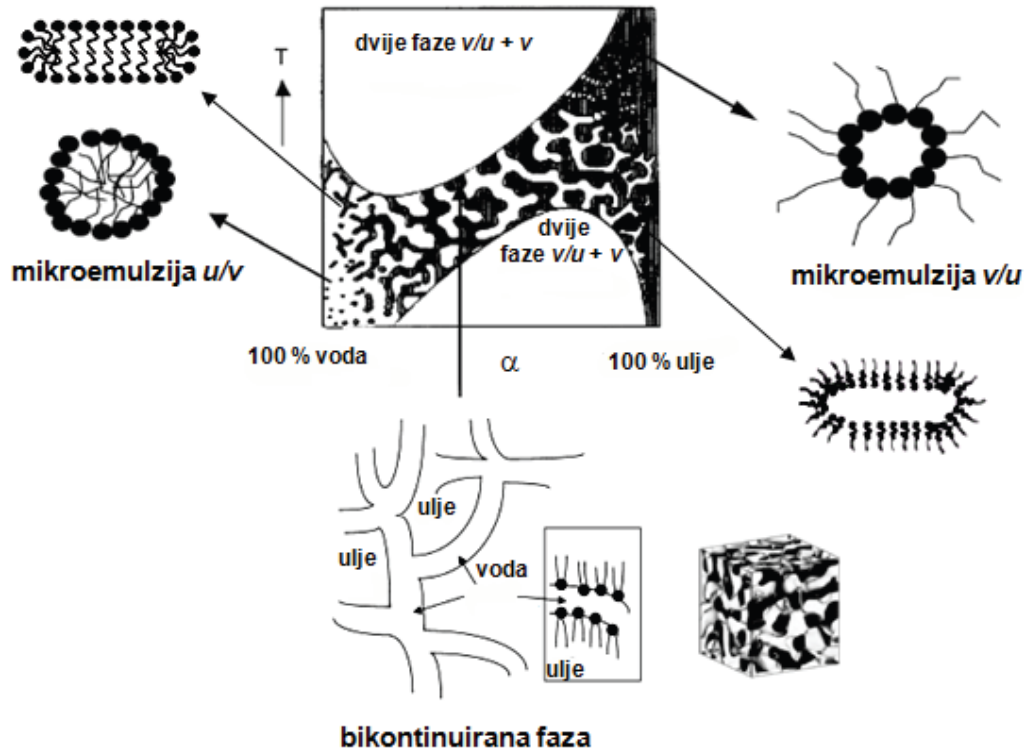 dvije faze v/u + v
T
mikroemulzija u/v
mikroemulzija v/u
dvije
faze v/u + v
100 % voda
α
100 % ulje
ulje
ulje
voda
ulje
bikontinuirana faza